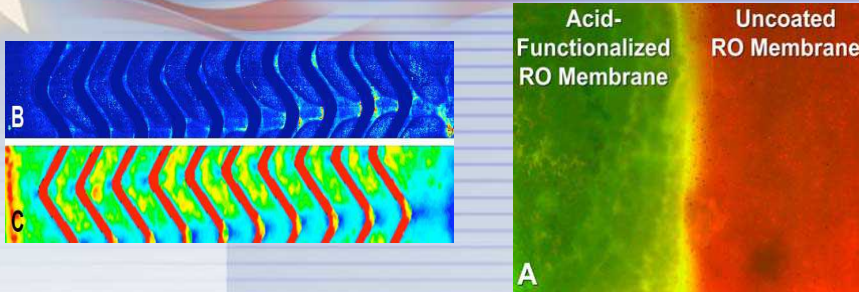 B
C
Acid-
Functionalized
RO Membrane
Uncoated
RO Membrane
A